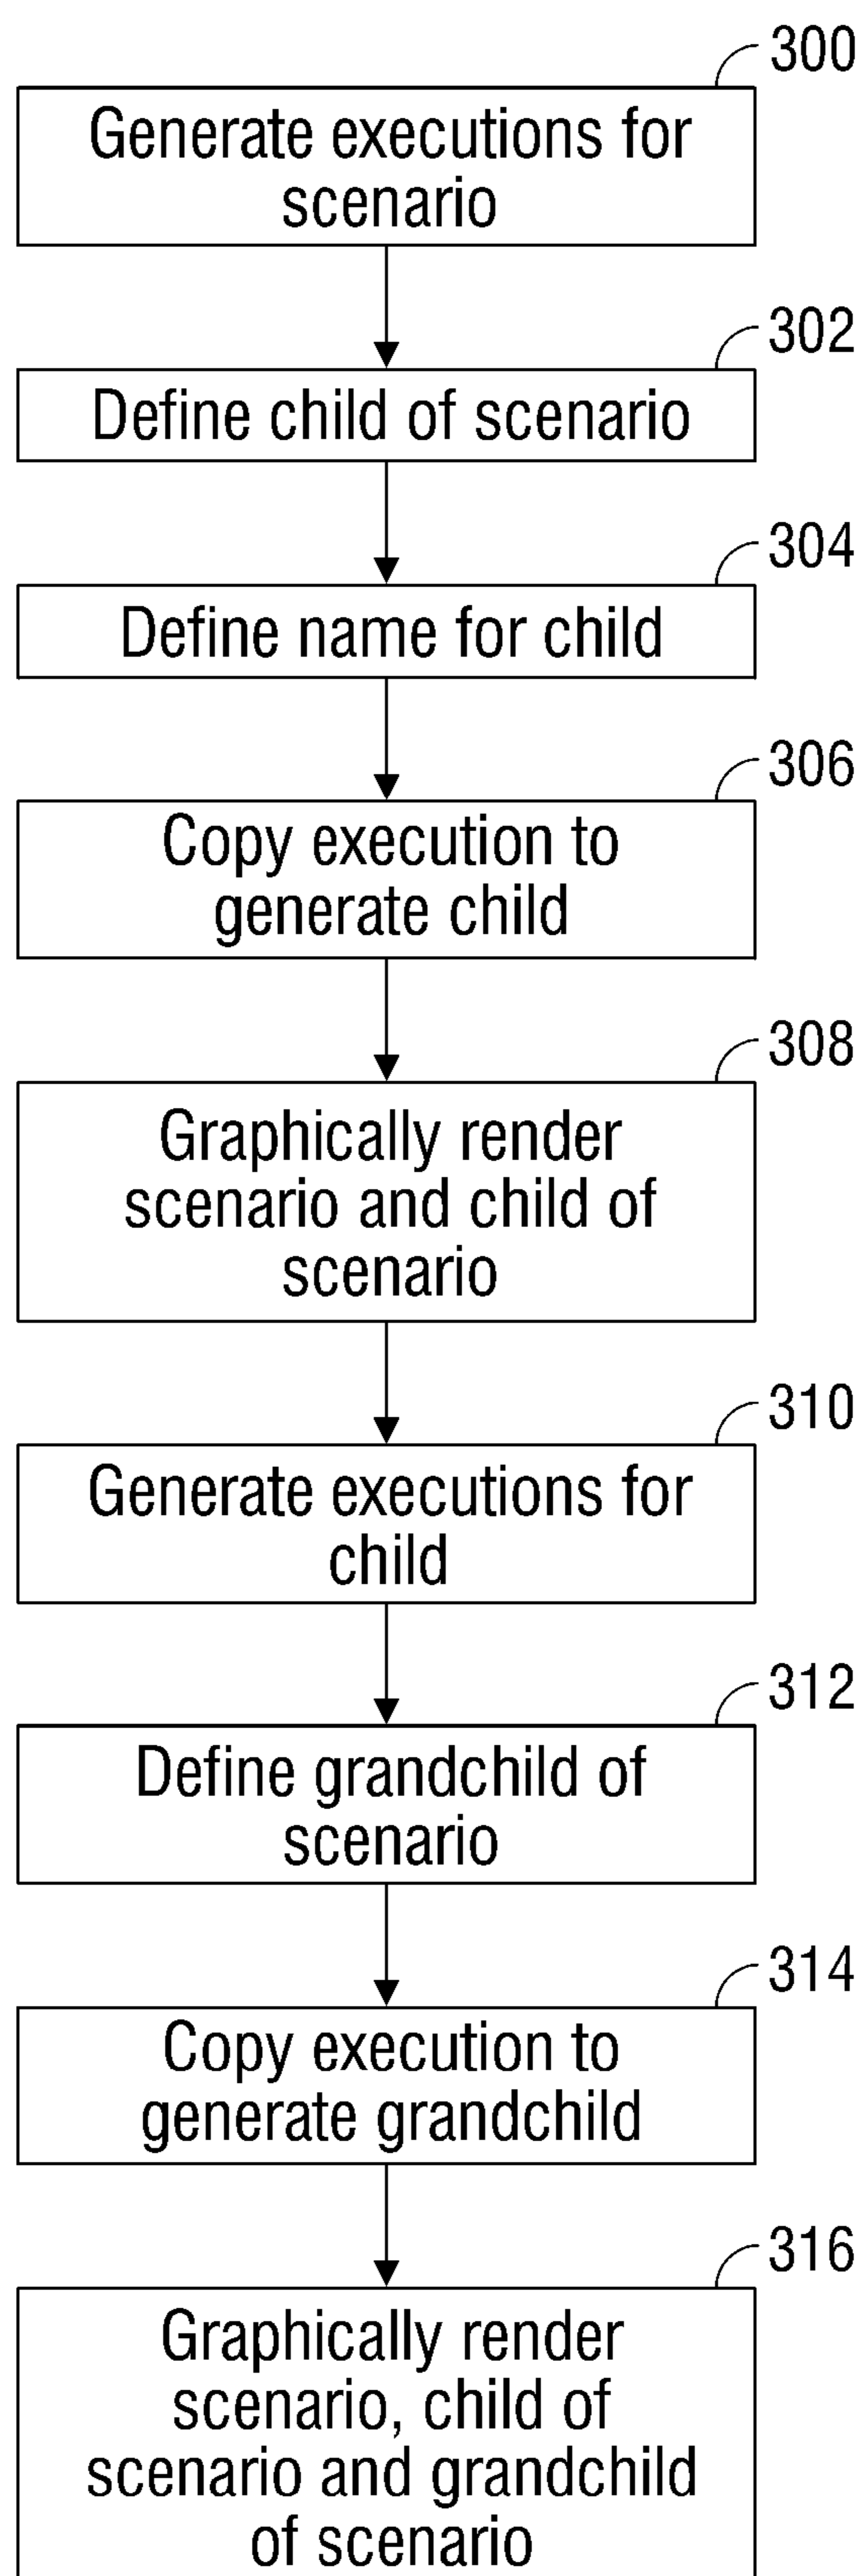 300
Generate executions for
scenario
302
Define child of scenario
304
Define name for child
306
Copy execution to
generate child
308
Graphically render
scenario and child of
scenario
310
Generate executions for
child
312
Define grandchild of
scenario
314
Copy execution to
generate grandchild
316
Graphically render
scenario, child of
scenario and grandchild
of scenario